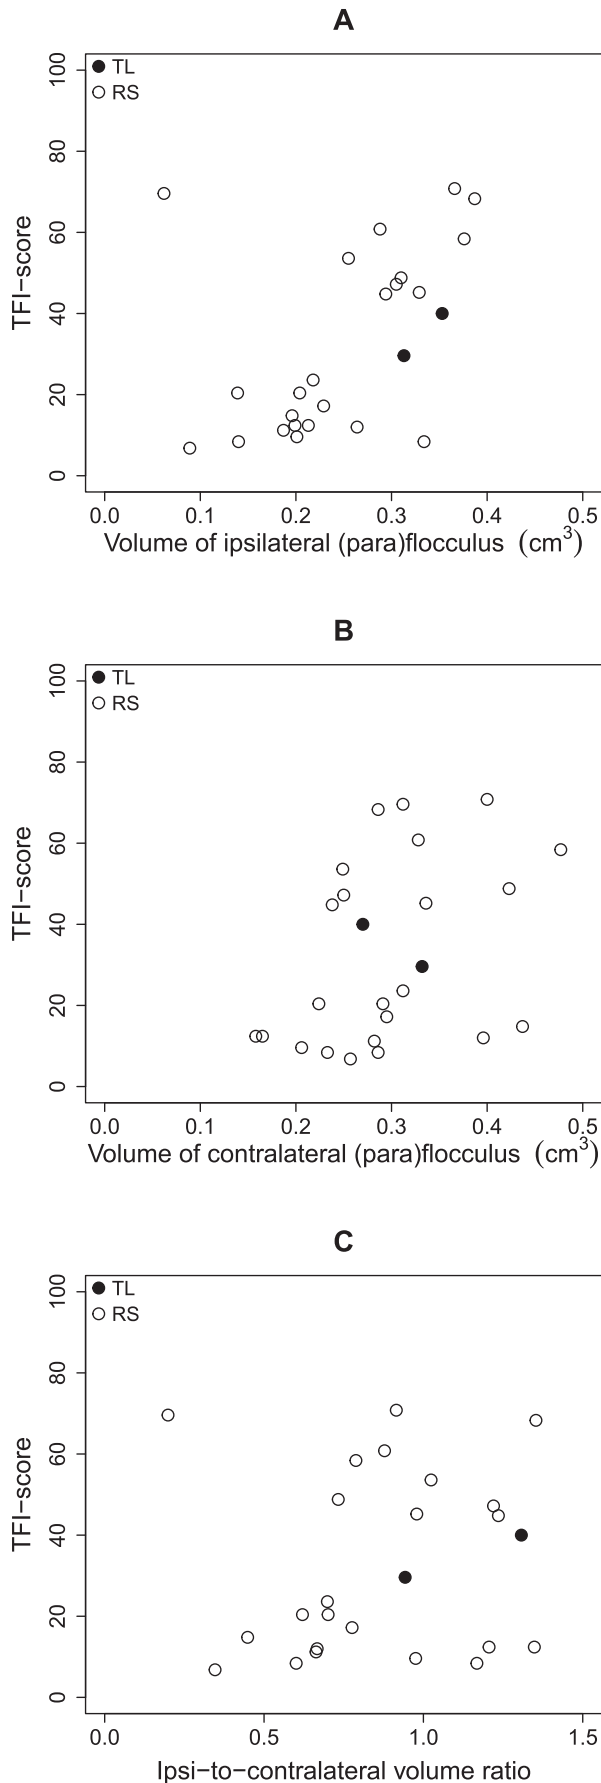 A
TL
RS
100
80
60
40
20
0
TFI−score
0.0 0.1 0.2 0.3 0.4 0.5
Volume of ipsilateral (para)flocculus (cm3)
B
TL
RS
100
80
60
40
20
0
TFI−score
0.0 0.1 0.2 0.3 0.4 0.5
Volume of contralateral (para)flocculus (cm3)
C
TL
RS
100
80
60
40
20
0
TFI−score
0.0 0.5 1.0 1.5
Ipsi−to−contralateral volume ratio